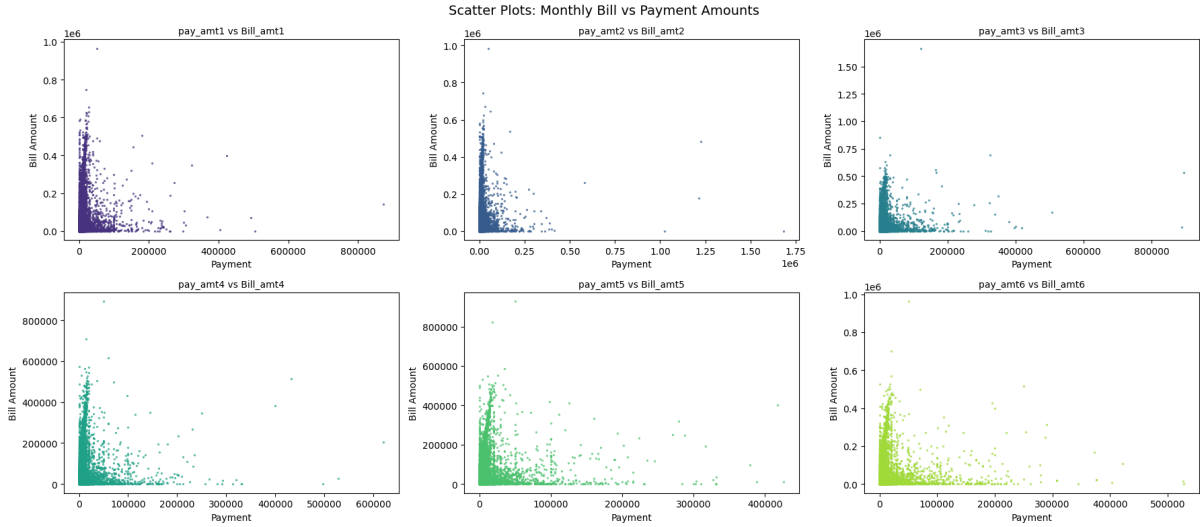 Scatter Plots: Monthly Bill vs Payment Amounts
pay_amt1 vs Bill_amt1
1e6
1.0
0.8
0.6
0.4
0.2
0.0
Bill Amount
0 200000 400000 600000 800000
Payment
pay_amt2 vs Bill_amt2
1e6
1.0
0.8
0.6
0.4
0.2
0.0
Bill Amount
0.00 0.25 0.50 0.75 1.00 1.25 1.50 1.75
1e6
Payment
pay_amt3 vs Bill_amt3
1e6
1.50
1.25
1.00
0.75
0.50
0.25
0.00
Bill Amount
0 200000 400000 600000 800000
Payment
pay_amt4 vs Bill_amt4
800000
600000
400000
200000
0
Bill Amount
0 100000 200000 300000 400000 500000 600000
Payment
pay_amt5 vs Bill_amt5
800000
600000
400000
200000
0
Bill Amount
0 100000 200000 300000 400000
Payment
pay_amt6 vs Bill_amt6
1e6
1.0
0.8
0.6
0.4
0.2
0.0
Bill Amount
0 100000 200000 300000 400000 500000
Payment